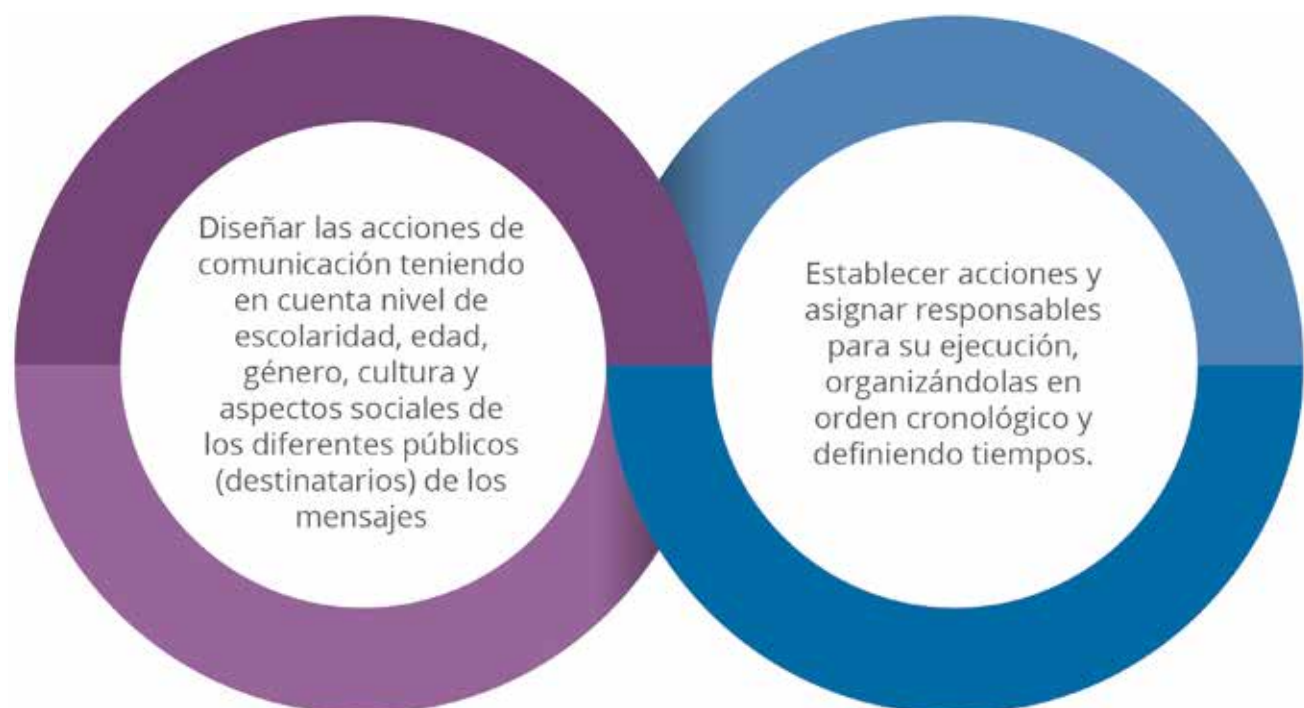 Diseñar las acciones de
comunicación teniendo
en cuenta nivel de
escolaridad, edad,
género, cultura y
aspectos sociales de
los diferentes públicos
(destinatarios) de los
mensajes
Establecer acciones y
asignar responsables
para su ejecución,
organizándolas en
orden cronológico y
definiendo tiempos.